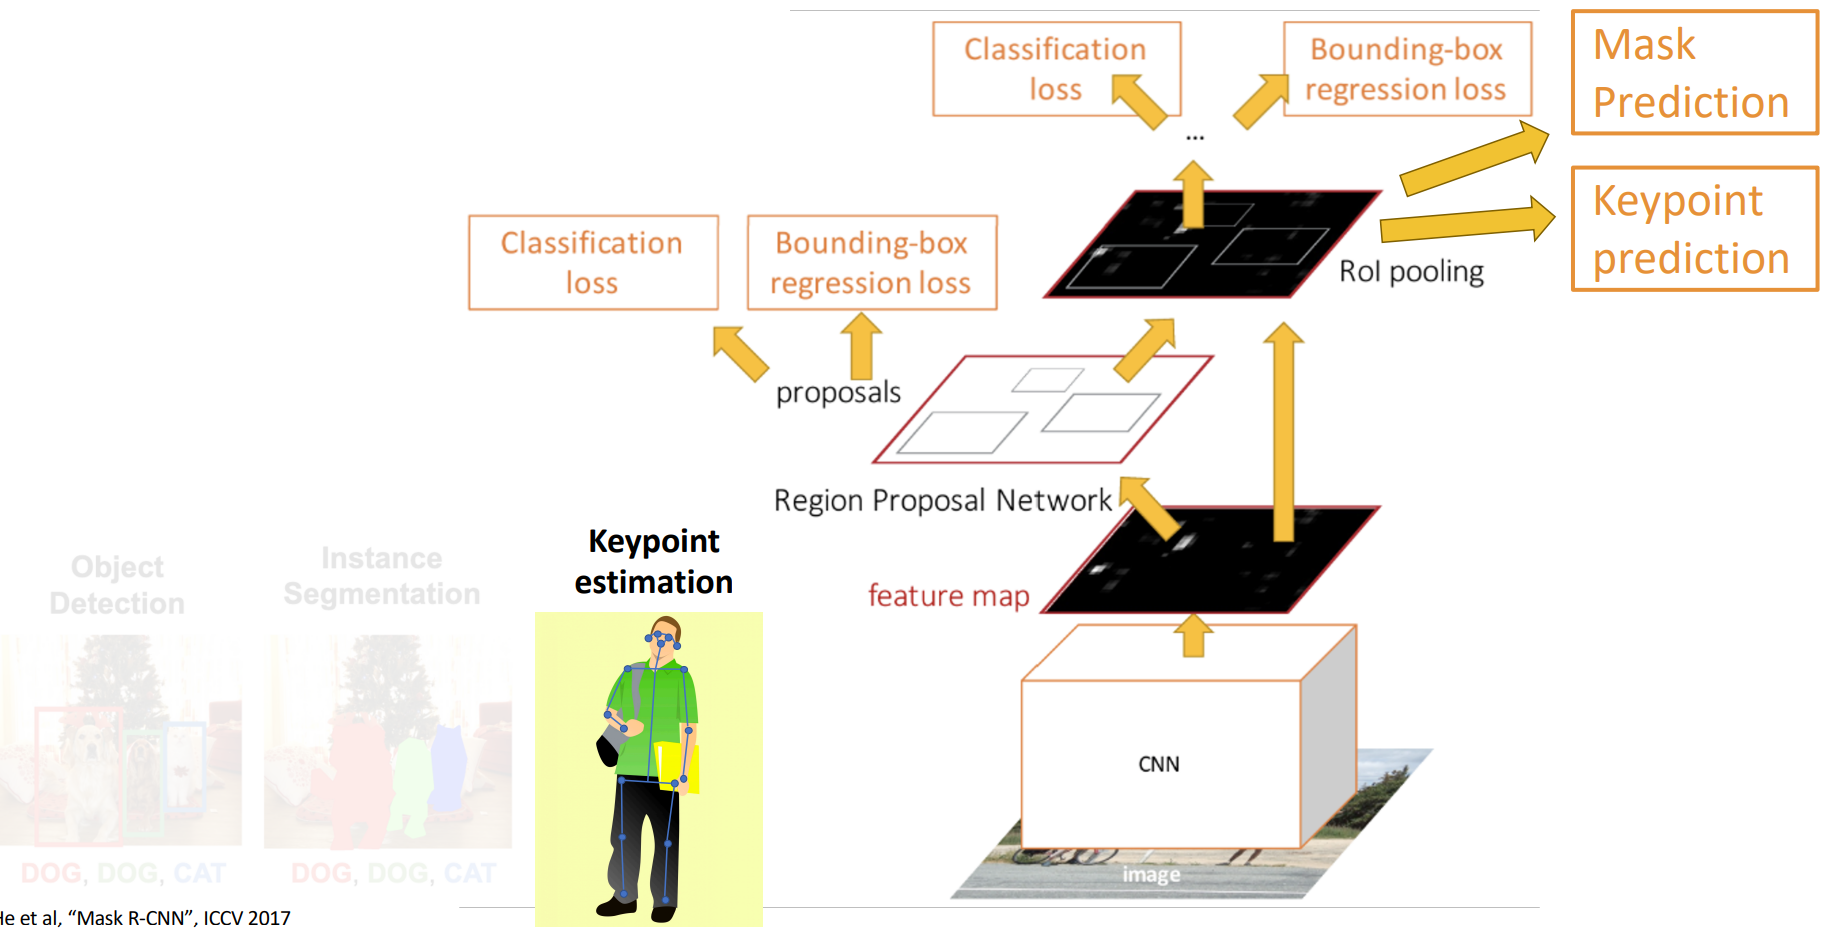 Classification
loss
Bounding-box
regression loss
Mask
Prediction
...
Keypoint
prediction
Classification
loss
Bounding-box
regression loss
RoI pooling
proposals
Region Proposal Network
Keypoint
estimation
Object
Detection
Instance
Segmentation
feature map
CNN
image
DOG, DOG, CAT
DOG, DOG, CAT
He et al, “Mask R-CNN”, ICCV 2017